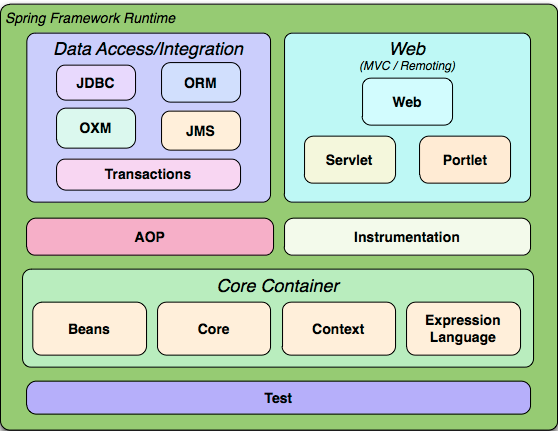 Spring Framework Runtime
Data Access/Integration
JDBC
ORM
OXM
JMS
Transactions
Web
(MVC / Remoting)
Web
Servlet
Portlet
AOP
Instrumentation
Core Container
Beans
Core
Context
Expression
Language
Test